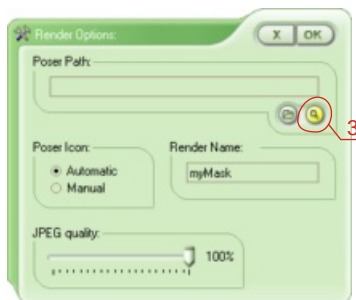 Render Options:
X OK
Poser Path:
3
Poser Icon:
Automatic
Manual
Render Name:
myMask
JPEG quality:
100%